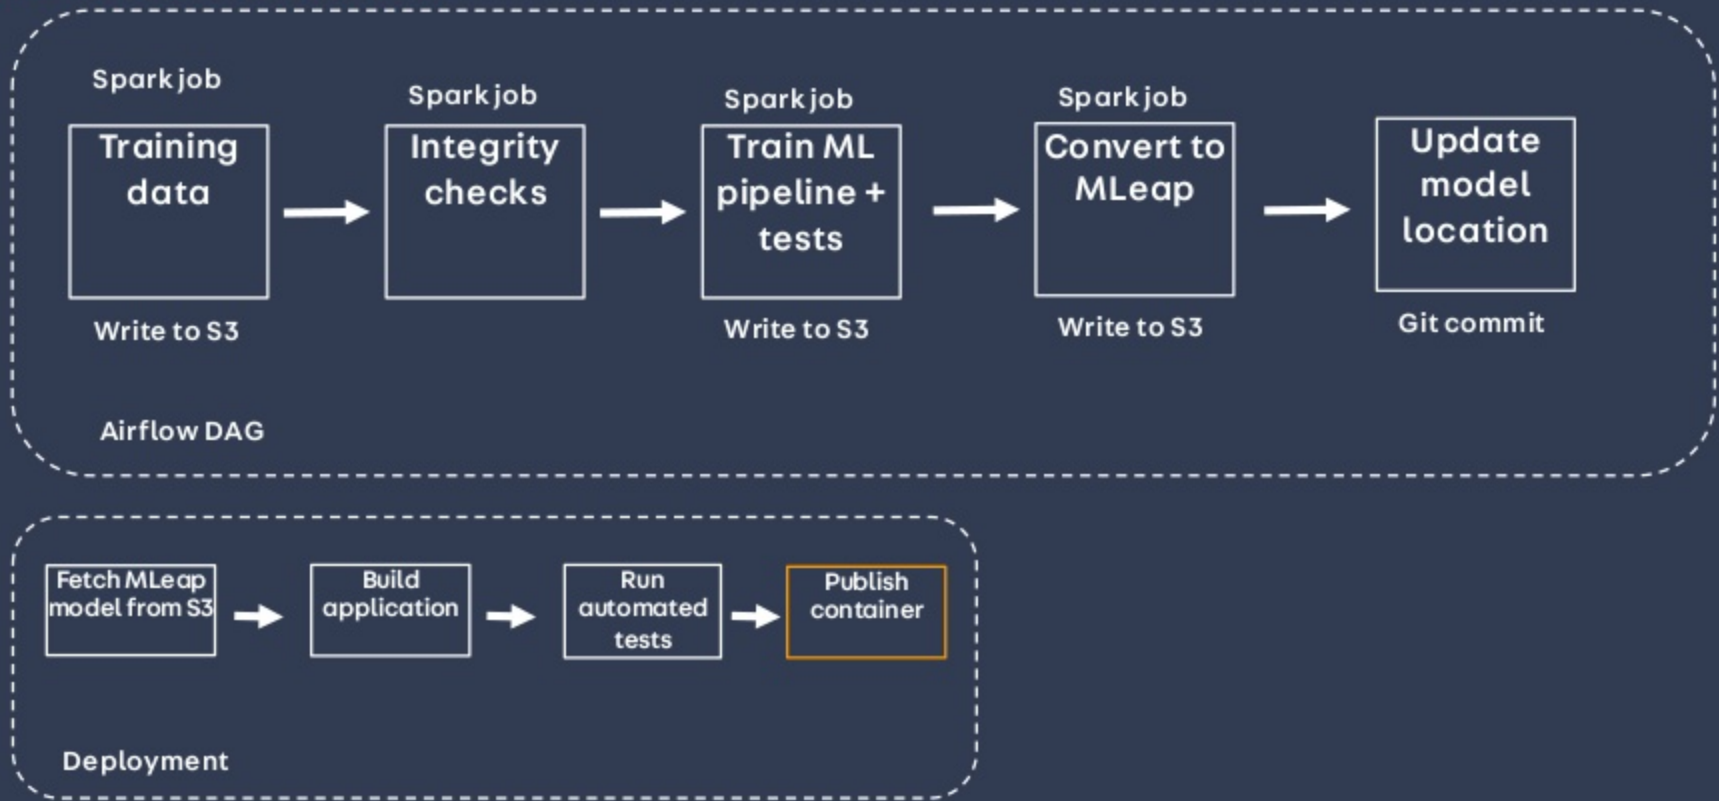 Spark job
Spark job
Spark job
Spark job
Training
data
Integrity
checks
Train ML
pipeline +
tests
Convert to
MLeap
Update
model
location
Write to S3
Write to S3
Write to S3
Git commit
Airflow DAG
Fetch MLeap
model from S3
Build
application
Run
automated
tests
Publish
container
Deployment